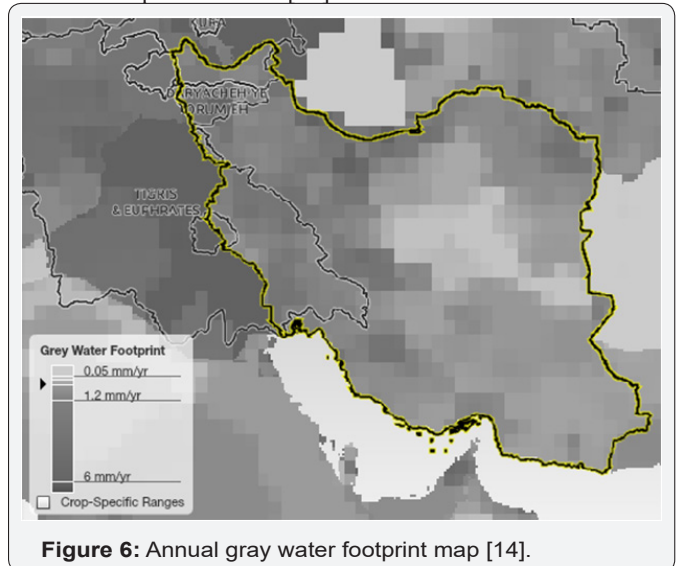 DARYACHEH-YE
ORUMIEH
TIGRIS
& EUPHRATES
Grey Water Footprint
0.05 mm/yr
1.2 mm/yr
6 mm/yr
Crop-Specific Ranges
Figure 6: Annual gray water footprint map [14].